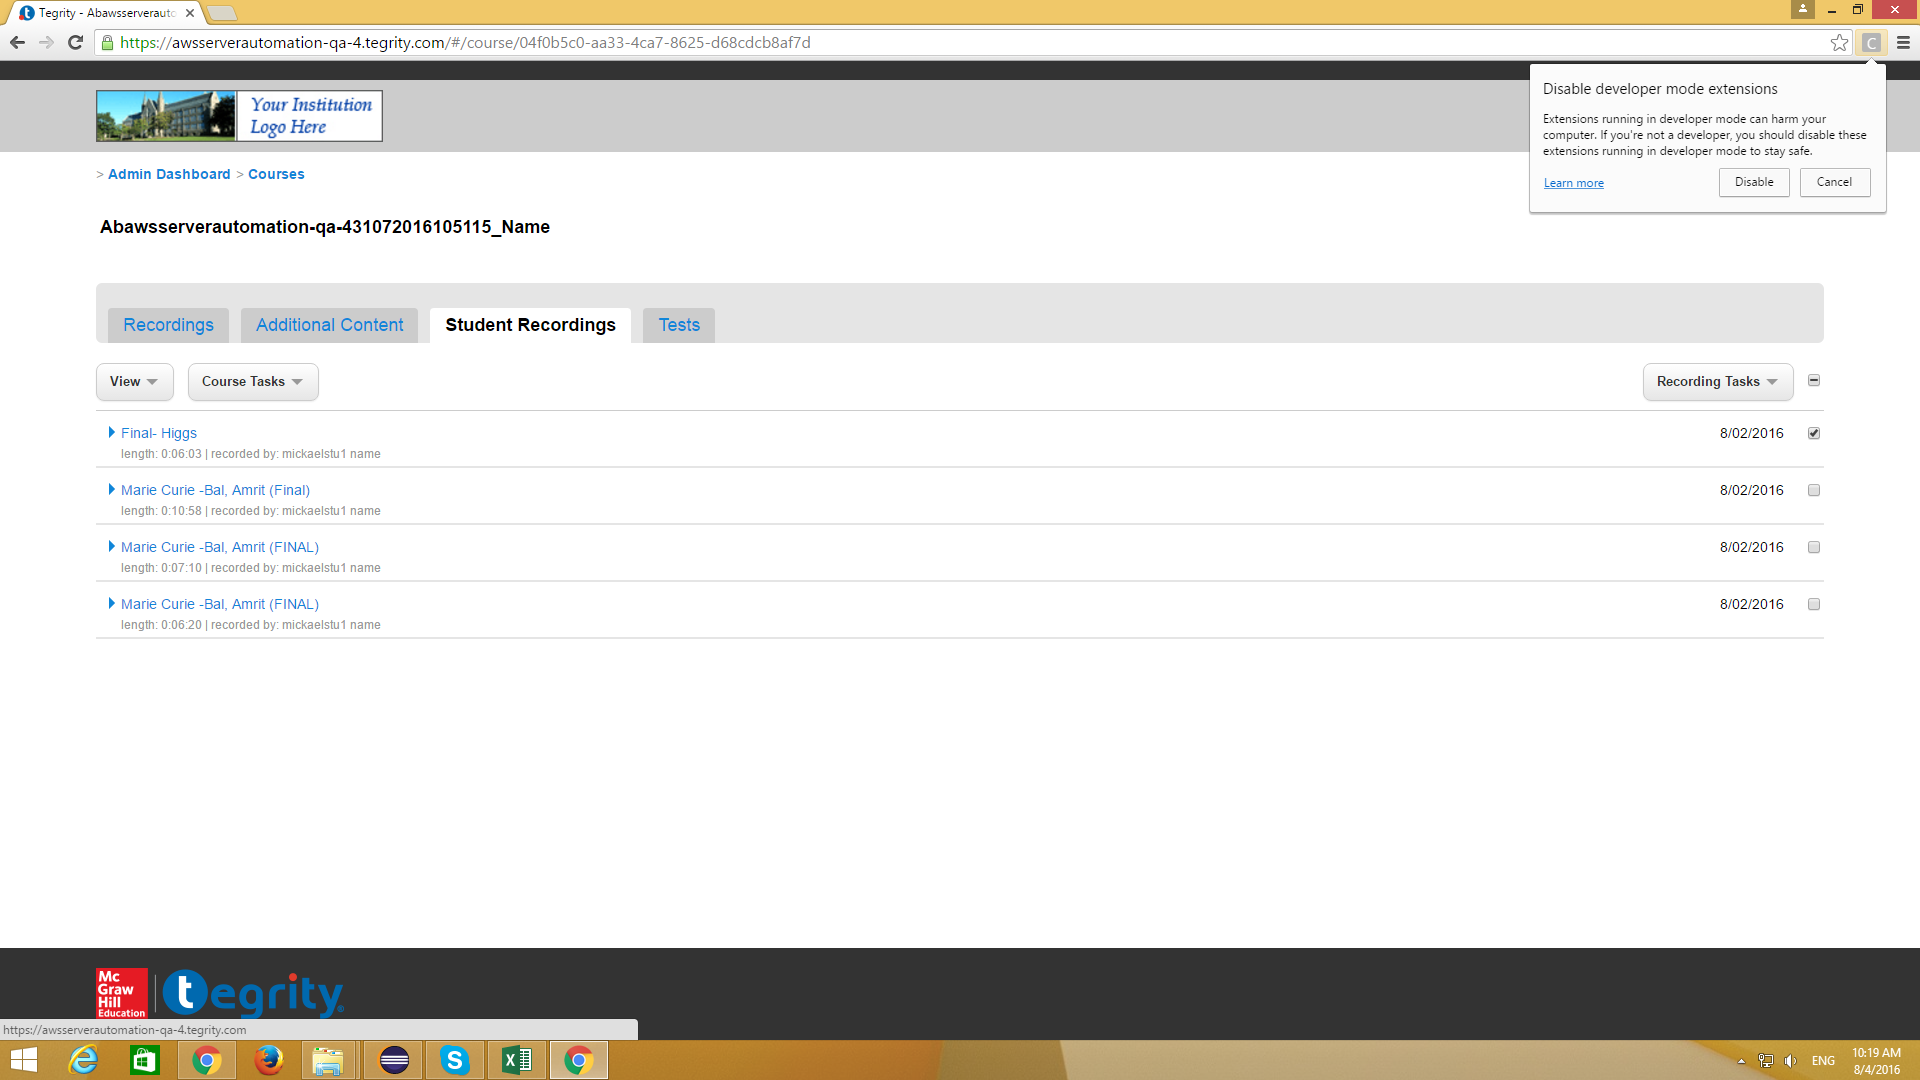 Tegrity - Abawsserverauto
https://awsserverautomation-qa-4.tegrity.com/#/course/04f0b5c0-aa33-4ca7-8625-d68cdcb8af7d
C
Disable developer mode extensions
Extensions running in developer mode can harm your
computer. If you're not a developer, you should disable these
extensions running in developer mode to stay safe.
Learn more
Disable
Cancel
Your Institution
Logo Here
> Admin Dashboard > Courses
Abawsserverautomation-qa-431072016105115_Name
Recordings
Additional Content
Student Recordings
Tests
View
Course Tasks
Recording Tasks
Final- Higgs
8/02/2016
length: 0:06:03 | recorded by: mickaelstu1 name
Marie Curie -Bal, Amrit (Final)
8/02/2016
length: 0:10:58 | recorded by: mickaelstu1 name
Marie Curie -Bal, Amrit (FINAL)
8/02/2016
length: 0:07:10 | recorded by: mickaelstu1 name
Marie Curie -Bal, Amrit (FINAL)
8/02/2016
length: 0:06:20 | recorded by: mickaelstu1 name
Mc
Graw
Hill
Education
tegrity
https://awsserverautomation-qa-4.tegrity.com
ENG
10:19 AM
8/4/2016